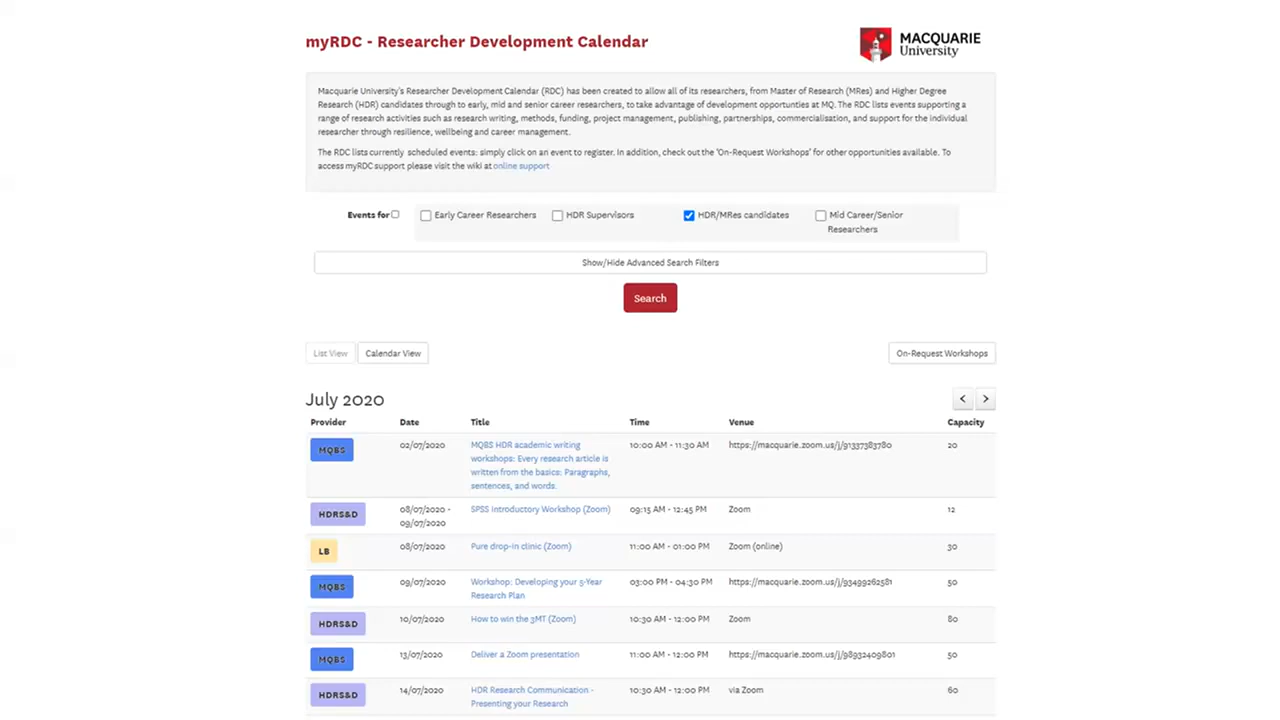 myRDC - Researcher Development Calendar
MACQUARIE
University
Macquarie University's Researcher Development Calendar (RDC) has been created to allow all of its researchers, from Master of Research (MRes) and Higher Degree
Research (HDR) candidates through to early, mid and senior career researchers, to take advantage of development opportunties at MQ. The RDC lists events supporting a
range of research activities such as research writing, methods, funding, project management, publishing, partnerships, commercialisation, and support for the individual
researcher through resilience, wellbeing and career management.
The RDC lists currently scheduled events: simply click on an event to register. In addition, check out the 'On-Request Workshops' for other opportunities available. To
access myRDC support please visit the wiki at online support
Events for
Early Career Researchers
HDR Supervisors
HDR/MRes candidates
Mid Career/Senior
Researchers
Show/Hide Advanced Search Filters
Search
List View
Calendar View
On-Request Workshops
July 2020
< >
Provider Date Title Time Venue Capacity
MQBS 02/07/2020 MQBS HDR academic writing 10:00 AM - 11:30 AM https://macquarie.zoom.us/j/91337383780 20
workshops: Every research article is
written from the basics: Paragraphs,
sentences, and words.
HDRS&D 08/07/2020 - SPSS Introductory Workshop (Zoom) 09:15 AM - 12:45 PM Zoom 12
09/07/2020
LB 08/07/2020 Pure drop-in clinic (Zoom) 11:00 AM - 01:00 PM Zoom (online) 30
MQBS 09/07/2020 Workshop: Developing your 5-Year 03:00 PM - 04:30 PM https://macquarie.zoom.us/j/93499262581 50
Research Plan
HDRS&D 10/07/2020 How to win the 3MT (Zoom) 10:30 AM - 12:00 PM Zoom 80
MQBS 13/07/2020 Deliver a Zoom presentation 11:00 AM - 12:00 PM https://macquarie.zoom.us/j/98932409801 50
HDRS&D 14/07/2020 HDR Research Communication - 10:30 AM - 12:00 PM via Zoom 60
Presenting your Research